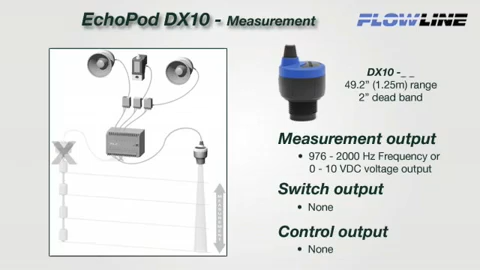 EchoPod DX10 - Measurement
FLOWLINE
DX10 -_ _
49.2" (1.25m) range
2" dead band
Measurement output
• 976 - 2000 Hz Frequency or
0 - 10 VDC voltage output
Switch output
• None
Control output
• None